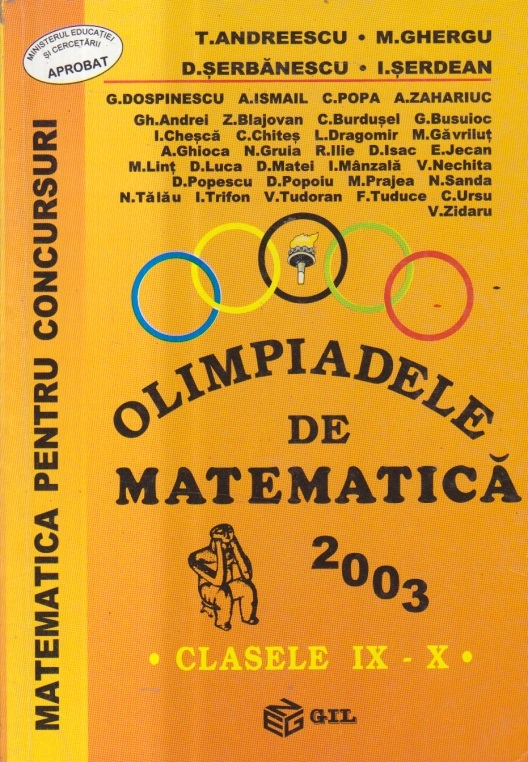 MINISTERUL EDUCAŢIEI
ŞI CERCETĂRII
APROBAT
T.ANDREESCU • M.GHERGU
D.ŞERBĂNESCU • I.ŞERDEAN
G.DOSPINESCU A.ISMAIL C.POPA A.ZAHARIUC
Gh.Andrei Z.Blajovan C.Burduşel G.Busuioc
I.Cheşcă C.Chiteş L.Dragomir M.Găvriluţ
A.Ghioca N.Gruia R.Ilie D.Isac E.Jecan
M.Linţ D.Luca D.Matei I.Mânzală V.Nechita
D.Popescu D.Popoiu M.Prajea N.Sanda
N.Tălău I.Trifon V.Tudoran F.Tuduce C.Ursu
V.Zidaru
MATEMATICA PENTRU CONCURSURI
OLIMPIADELE
DE
MATEMATICĂ
2003
• CLASELE IX - X •
GIL